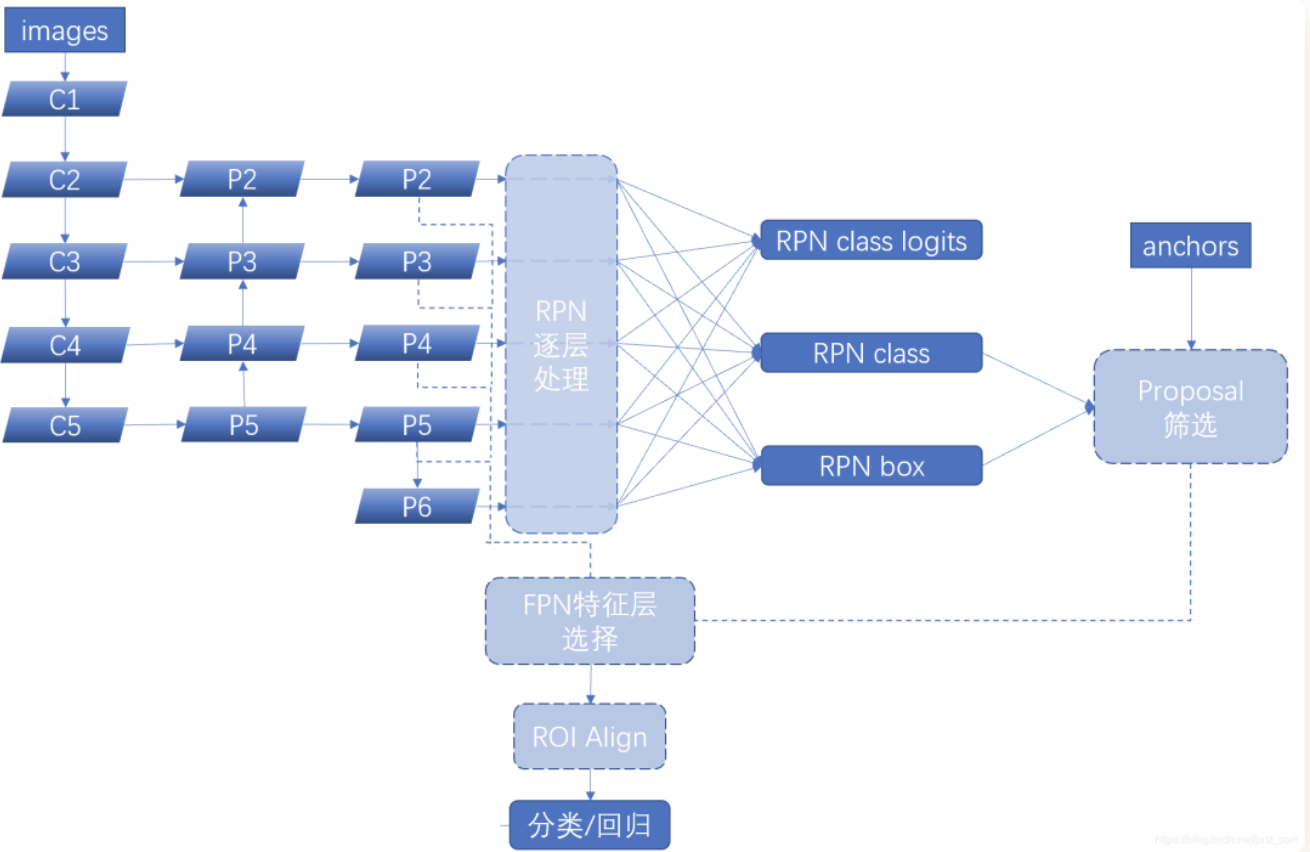 images
C1
C2
P2
P2
C3
P3
P3
C4
P4
P4
C5
P5
P5
P6
RPN
逐层
处理
RPN class logits
RPN class
RPN box
anchors
Proposal
筛选
FPN特征层
选择
ROI Align
分类/回归
https://blog.csdn.net/just_sort